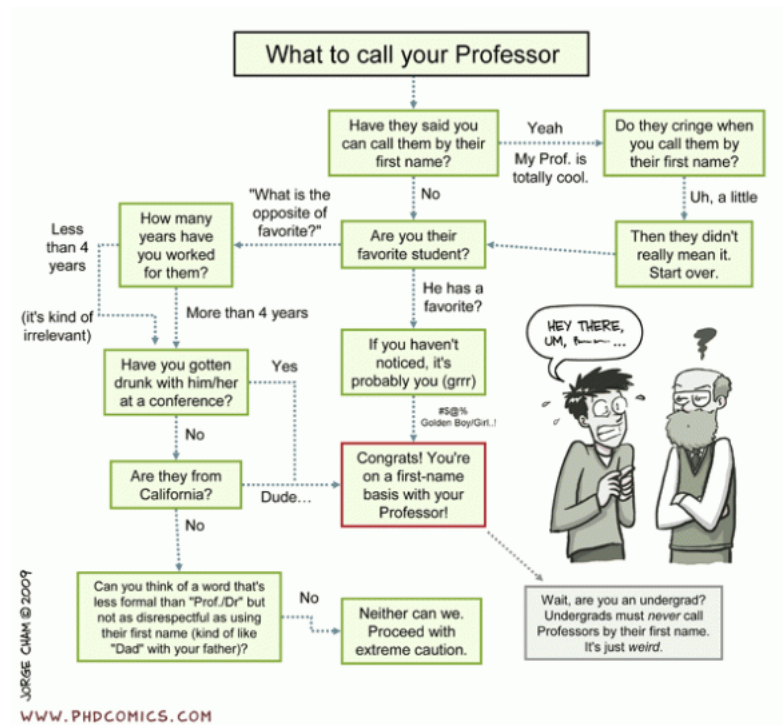 What to call your Professor
Have they said you
can call them by their
first name?
Yeah
My Prof. is
totally cool.
Do they cringe when
you call them by
their first name?
No
Uh, a little
Then they didn't
really mean it.
Start over.
Are you their
favorite student?
"What is the
opposite of
favorite?"
How many
years have
you worked
for them?
Less
than 4
years
(it's kind of
irrelevant)
More than 4 years
He has a
favorite?
If you haven't
noticed, it's
probably you (grrr)
#$@%
Golden Boy/Girl..!
HEY THERE,
UM, ...
?
Have you gotten
drunk with him/her
at a conference?
Yes
No
Are they from
California?
Dude...
Congrats! You're
on a first-name
basis with your
Professor!
No
Can you think of a word that's
less formal than "Prof./Dr" but
not as disrespectful as using
their first name (kind of like
"Dad" with your father)?
No
Neither can we.
Proceed with
extreme caution.
Wait, are you an undergrad?
Undergrads must never call
Professors by their first name.
It's just weird.
JORGE CHAM © 2009
WWW.PHDCOMICS.COM